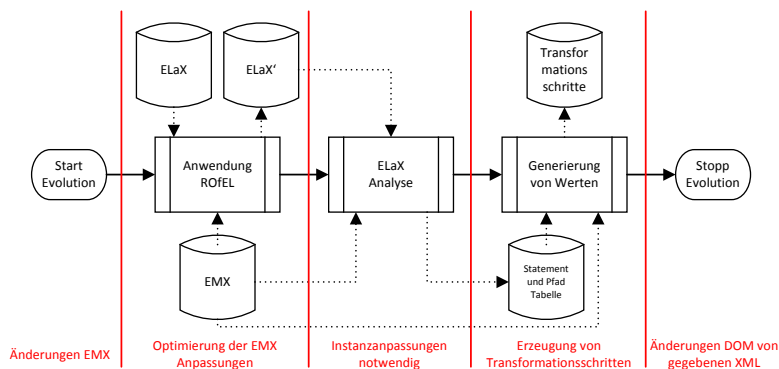 ELaX
ELaX‘
Transfor
mations
schritte
Start
Evolution
Anwendung
ROfEL
ELaX
Analyse
Generierung
von Werten
Stopp
Evolution
EMX
Statement
und Pfad
Tabelle
Änderungen EMX
Optimierung der EMX
Anpassungen
Instanzanpassungen
notwendig
Erzeugung von
Transformationsschritten
Änderungen DOM von
gegebenen XML